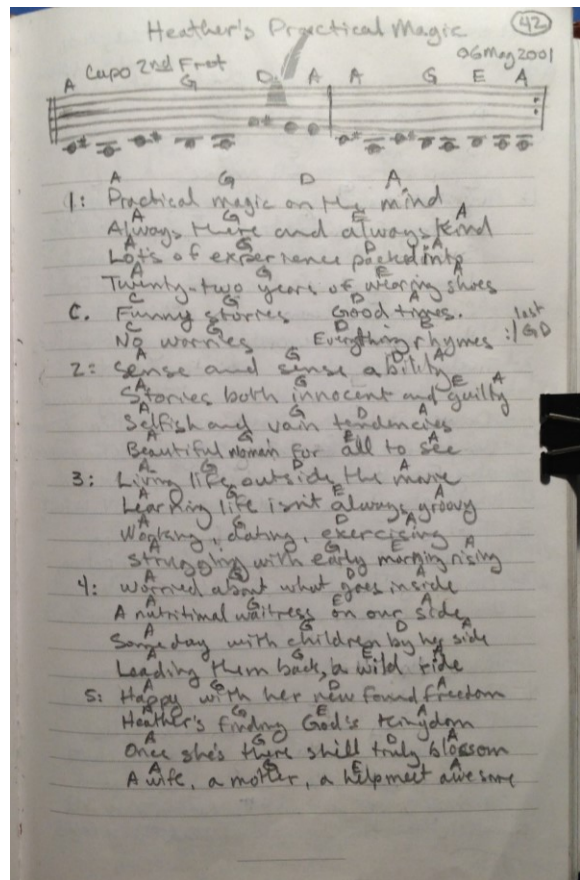 Heather's Practical Magic 42
Capo 2nd Fret 06 May 2001
A G D A A G E A
A G D A
1: Practical magic on the mind
A G E A
Always there and always kind
A G D A
Lot's of experience packed into
A G E A
Twenty-two years of wearing shoes
C G D A
C. Funny stories Good times.
C G D E
No worries Everything rhymes :/ last GD
A G D A
2: Sense and sense ability
A G E A
Stories both innocent and guilty
A G D A
Selfish and vain tendencies
A G E A
Beautiful woman for all to see
A G D A
3: Living life outside the movie
A G E A
Learning life isn't always groovy
A G D A
Working, dating, exercising
A G E A
Struggling with early morning rising
A G D A
4: Worried about what goes inside
A G E A
A nutritional waitress on our side
A G D A
Someday with children by her side
A G E A
Leading them back, a wild ride
A G D A
5: Happy with her new found freedom
A G E A
Heather's finding God's Kingdom
A G D A
Once she's there she'll truly blossom
A G E A
A wife, a mother, a helpmeet awesome